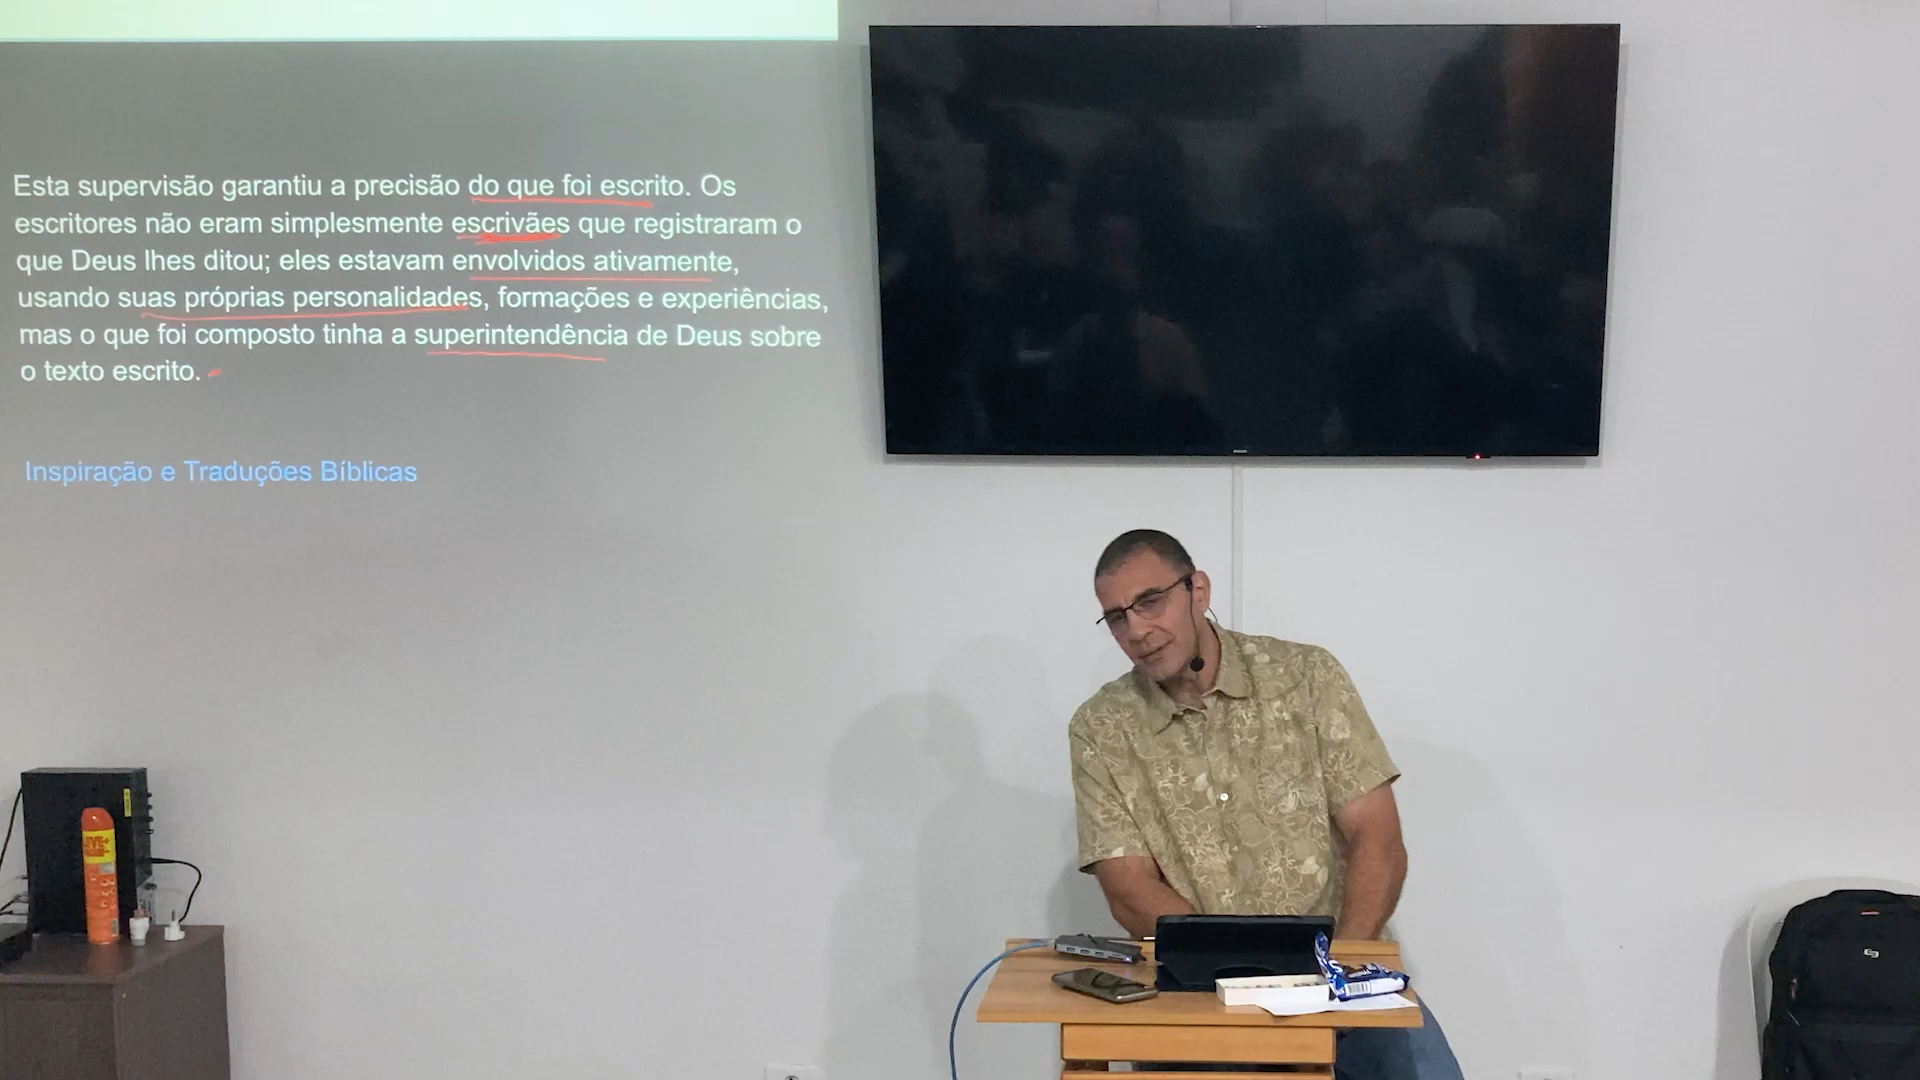 Esta supervisão garantiu a precisão do que foi escrito. Os
escritores não eram simplesmente escrivães que registraram o
que Deus lhes ditou; eles estavam envolvidos ativamente,
usando suas próprias personalidades, formações e experiências,
mas o que foi composto tinha a superintendência de Deus sobre
o texto escrito.
Inspiração e Traduções Bíblicas